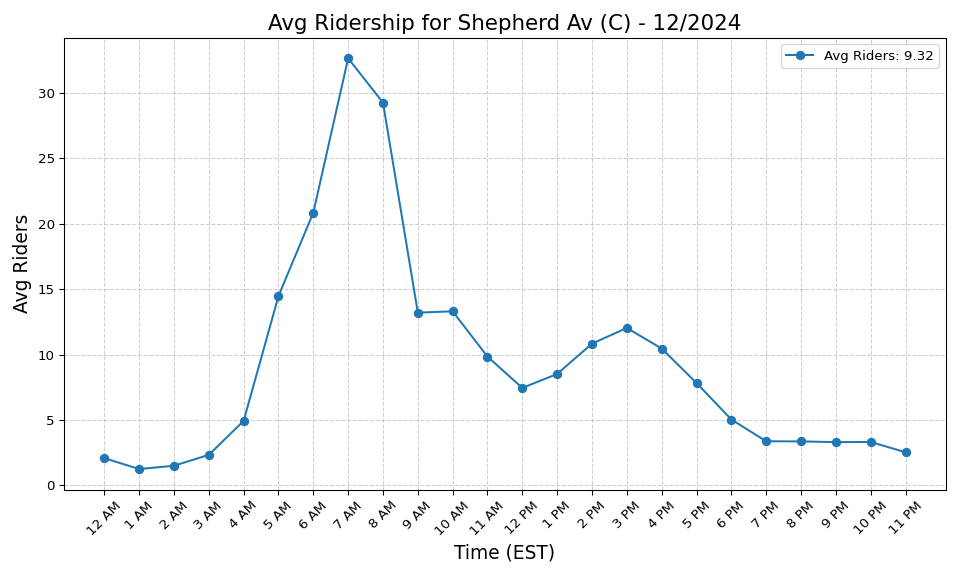 Avg Ridership for Shepherd Av (C) - 12/2024
Avg Riders: 9.32
Avg Riders
30
25
20
15
10
5
0
12 AM 1 AM 2 AM 3 AM 4 AM 5 AM 6 AM 7 AM 8 AM 9 AM 10 AM 11 AM 12 PM 1 PM 2 PM 3 PM 4 PM 5 PM 6 PM 7 PM 8 PM 9 PM 10 PM 11 PM
Time (EST)